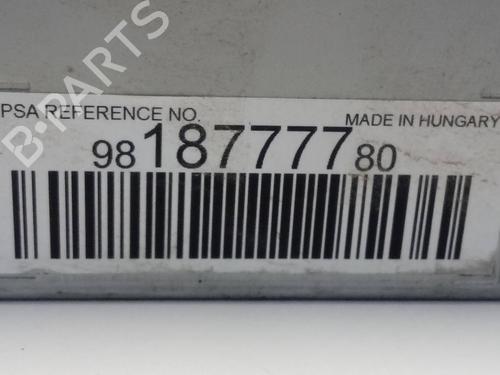 PSA REFERENCE NO.
MADE IN HUNGARY
98 187777 80
B-PARTS